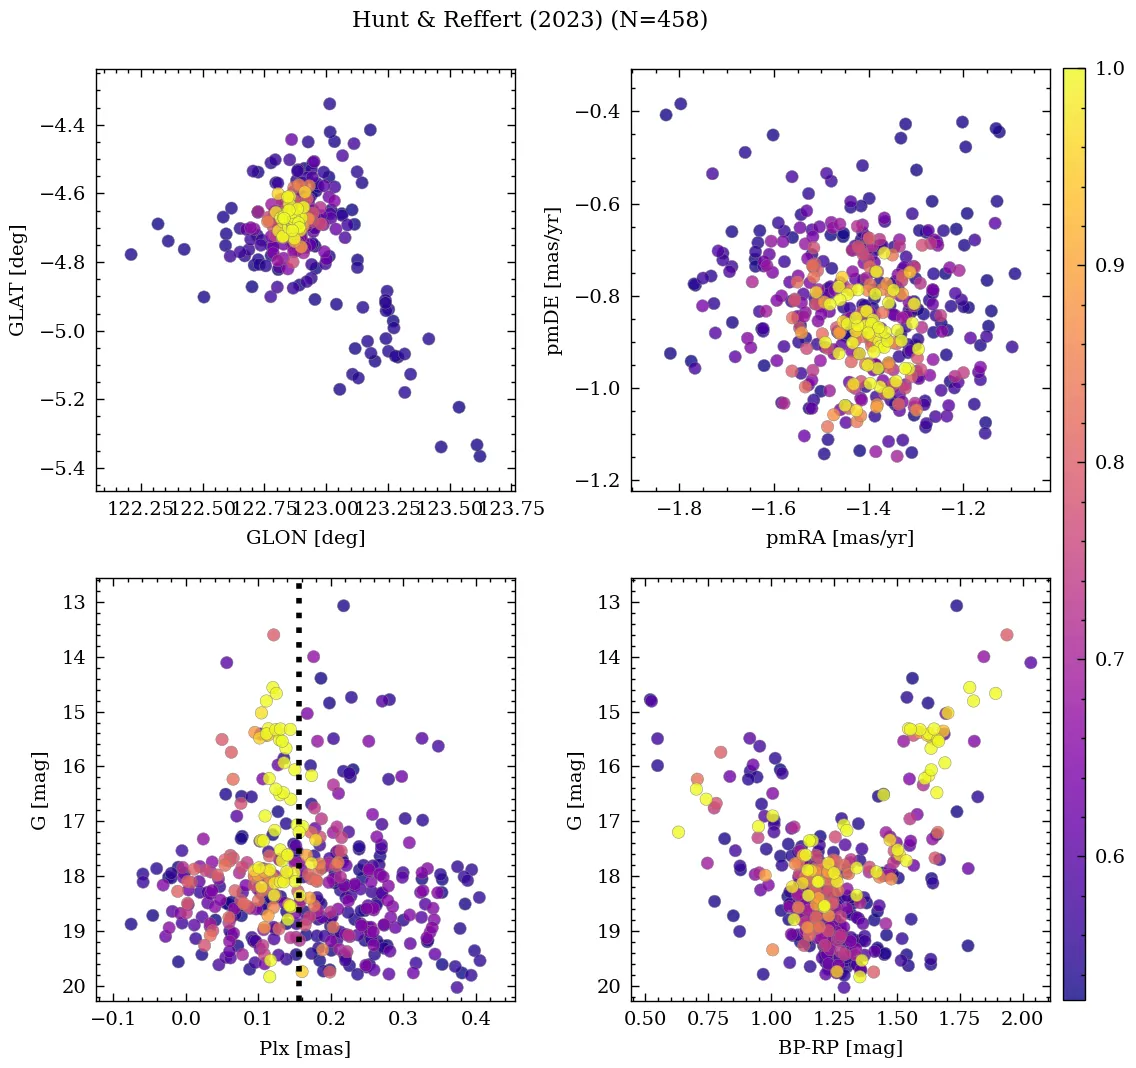 Hunt & Reffert (2023) (N=458)
−4.4
−4.6
−4.8
−5.0
−5.2
−5.4
GLAT [deg]
122.25 122.50 122.75 123.00 123.25 123.50 123.75
GLON [deg]
−0.4
−0.6
−0.8
−1.0
−1.2
pmDE [mas/yr]
−1.8 −1.6 −1.4 −1.2
pmRA [mas/yr]
1.0
0.9
0.8
0.7
0.6
13
14
15
16
17
18
19
20
G [mag]
−0.1 0.0 0.1 0.2 0.3 0.4
Plx [mas]
13
14
15
16
17
18
19
20
G [mag]
0.50 0.75 1.00 1.25 1.50 1.75 2.00
BP-RP [mag]